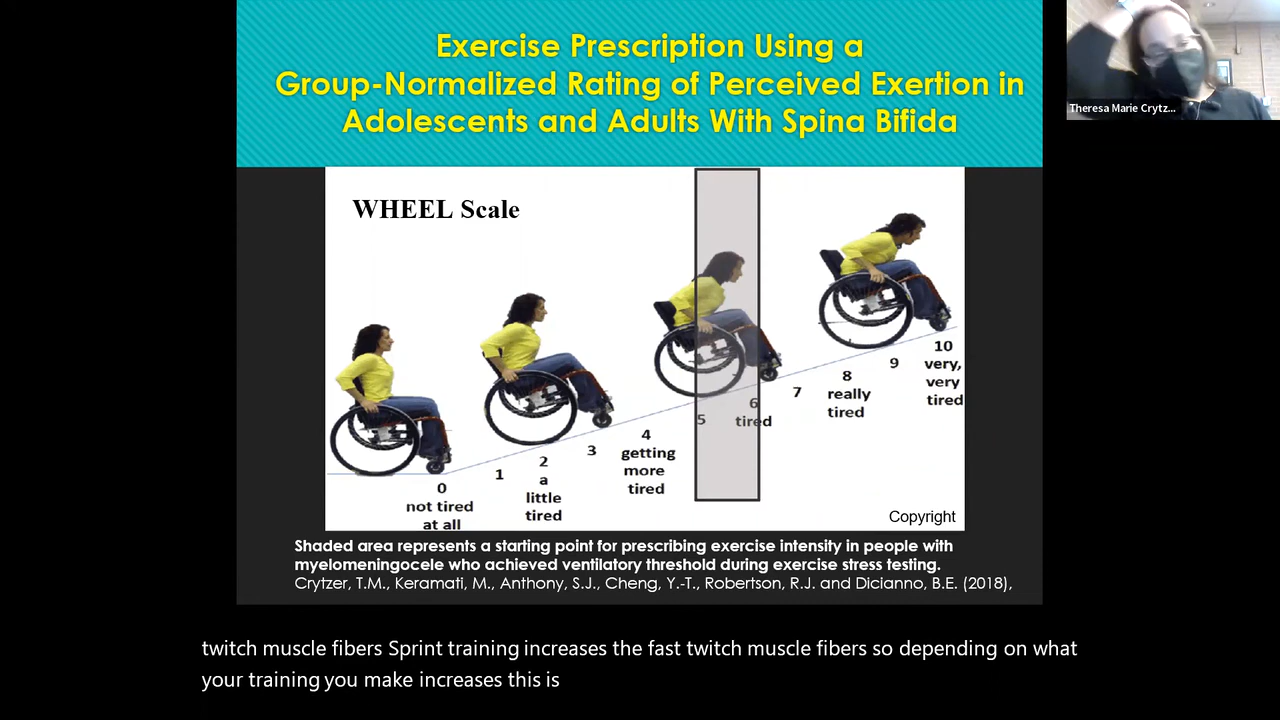 Exercise Prescription Using a
Group-Normalized Rating of Perceived Exertion in
Adolescents and Adults With Spina Bifida
Theresa Marie Crytz...
WHEEL Scale
0
not tired
at all
1
2
a
little
tired
3
4
getting
more
tired
5
6
tired
7
8
really
tired
9
10
very,
very
tired
Copyright
Shaded area represents a starting point for prescribing exercise intensity in people with
myelomeningocele who achieved ventilatory threshold during exercise stress testing.
Crytzer, T.M., Keramati, M., Anthony, S.J., Cheng, Y.-T., Robertson, R.J. and Dicianno, B.E. (2018),
twitch muscle fibers Sprint training increases the fast twitch muscle fibers so depending on what
your training you make increases this is